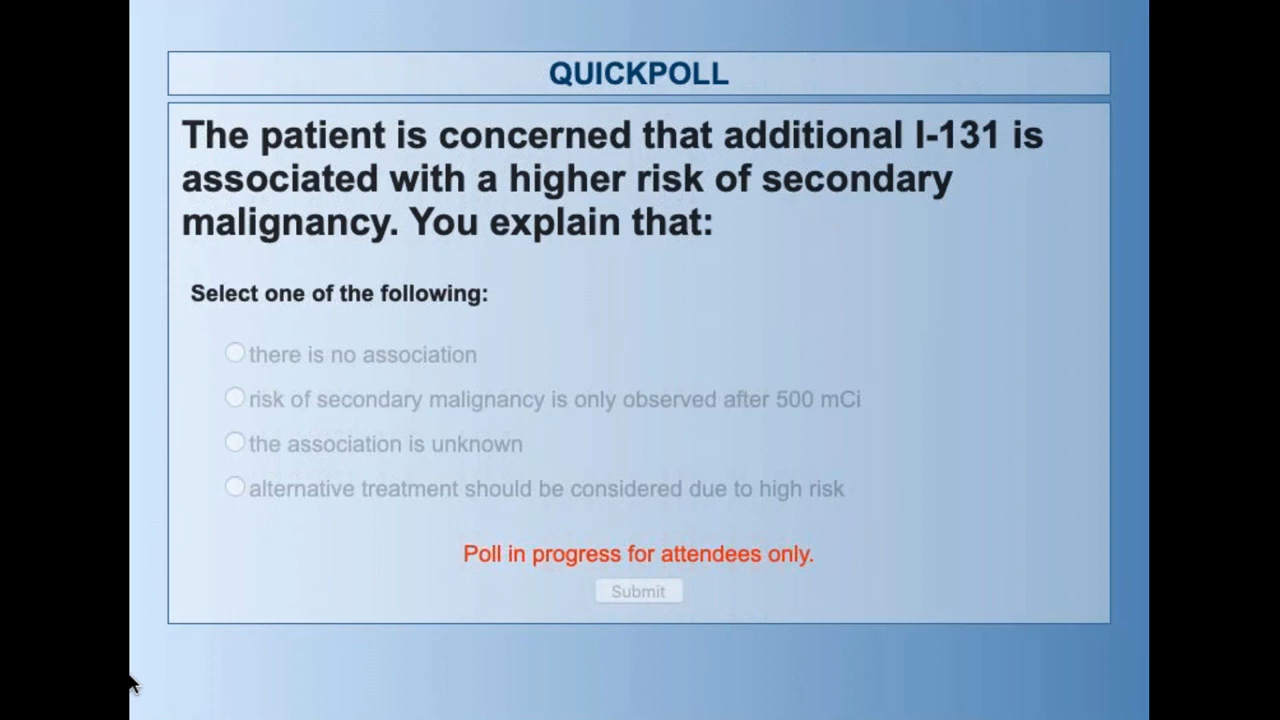 QUICKPOLL
The patient is concerned that additional I-131 is
associated with a higher risk of secondary
malignancy. You explain that:
Select one of the following:
there is no association
risk of secondary malignancy is only observed after 500 mCi
the association is unknown
alternative treatment should be considered due to high risk
Poll in progress for attendees only.
Submit